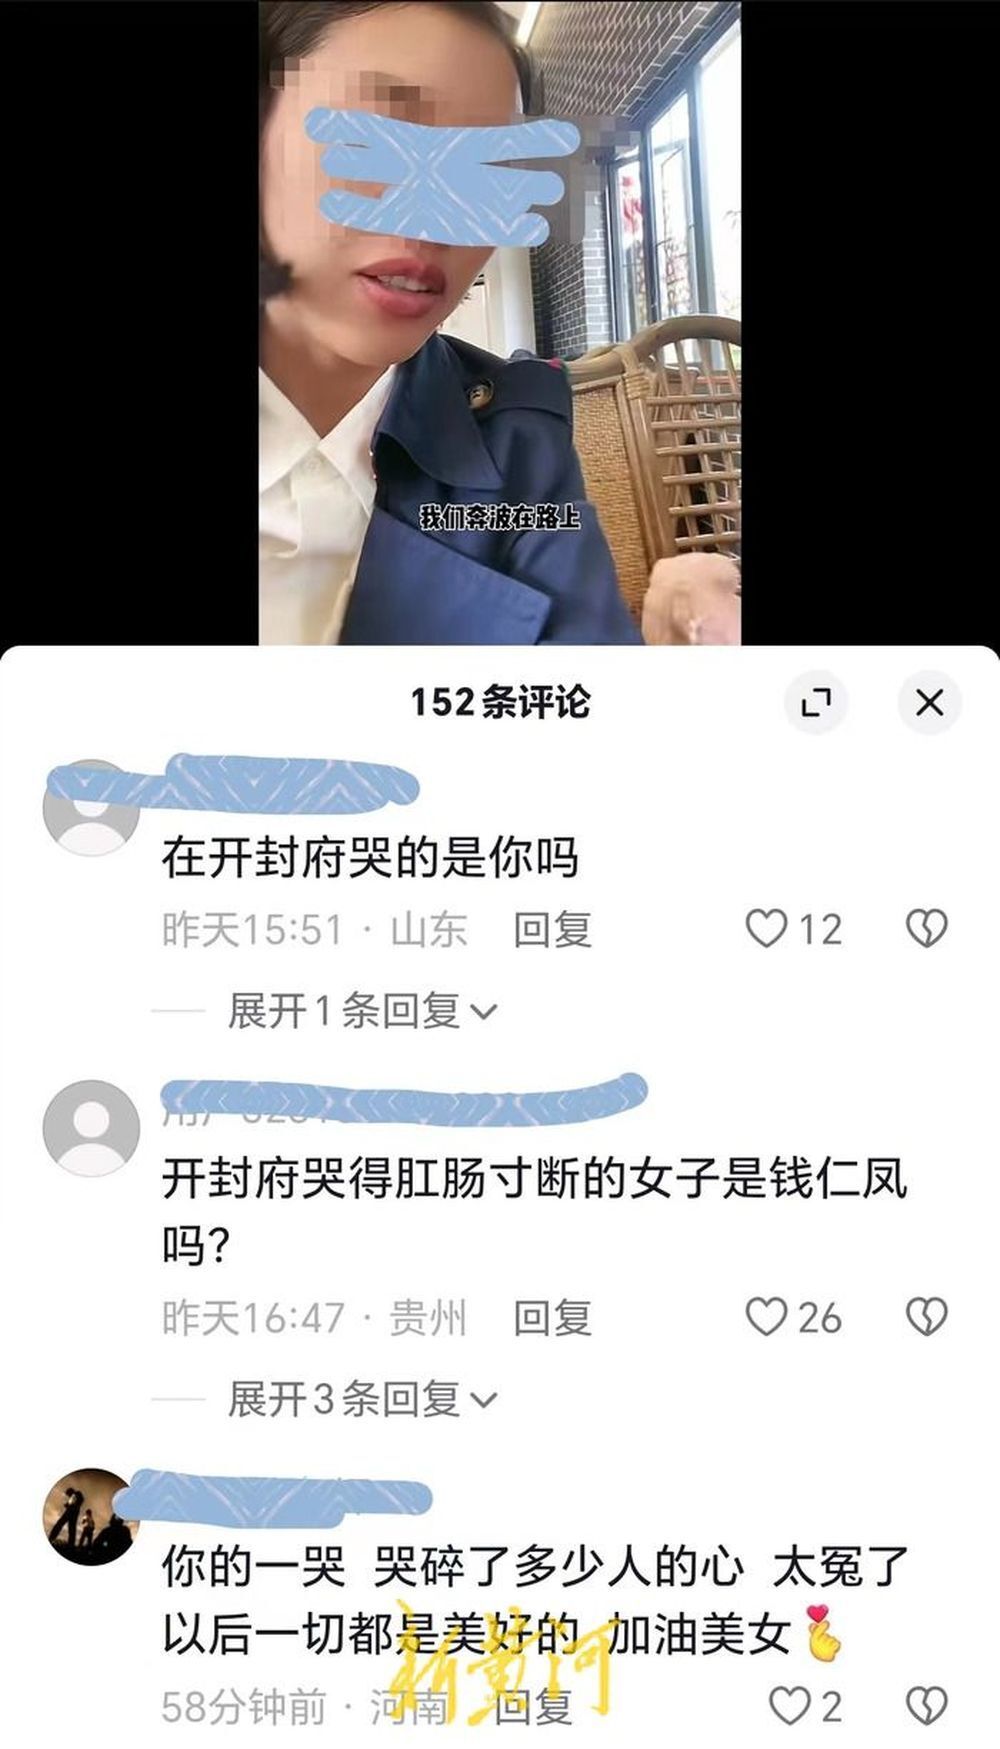 我们奔波在路上
152条评论
在开封府哭的是你吗
昨天15:51 · 山东 回复 12
展开1条回复
开封府哭得肛肠寸断的女子是钱仁凤
吗?
昨天16:47 · 贵州 回复 26
展开3条回复
你的一哭 哭碎了多少人的心 太冤了
以后一切都是美好的 加油美女
58分钟前 · 河南 回复 2
新黄河